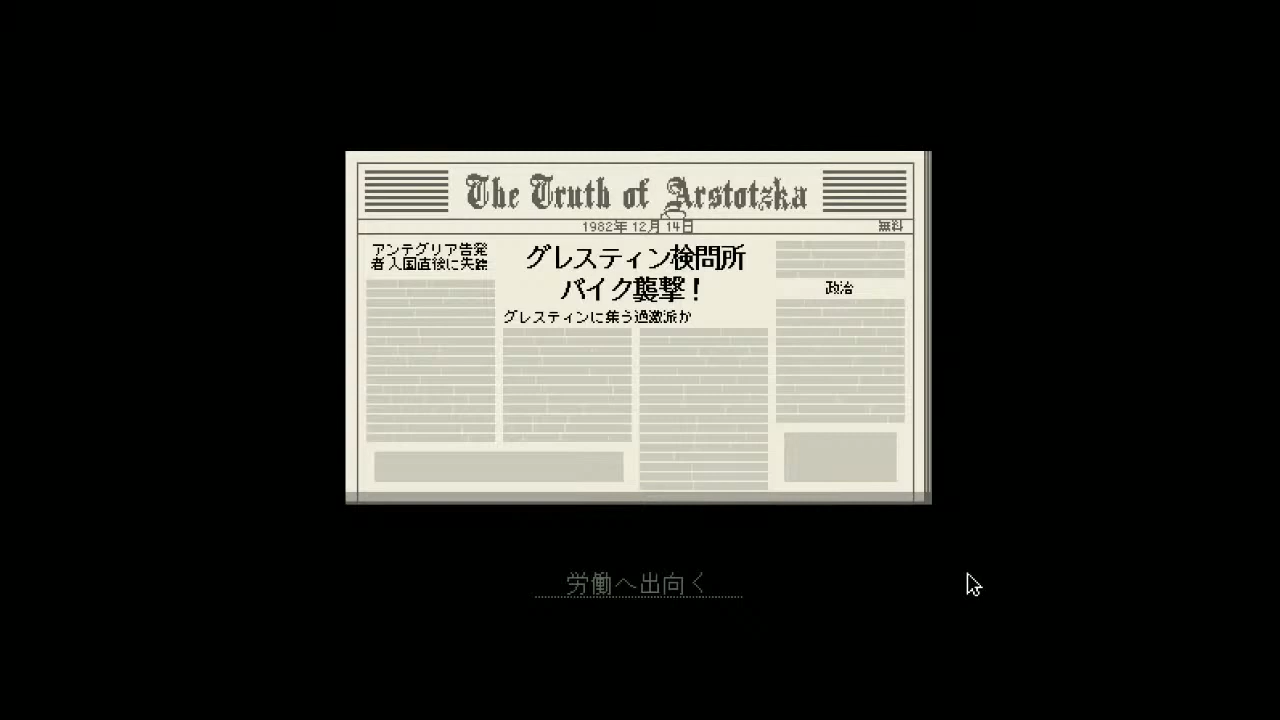 The Truth of Arstotzka
1982年 12月 14日
無料
アンテグリア告発
者 入国直後に失踪
グレスティン検問所
バイク襲撃！
グレスティンに集う過激派か
政治
労働へ出向く